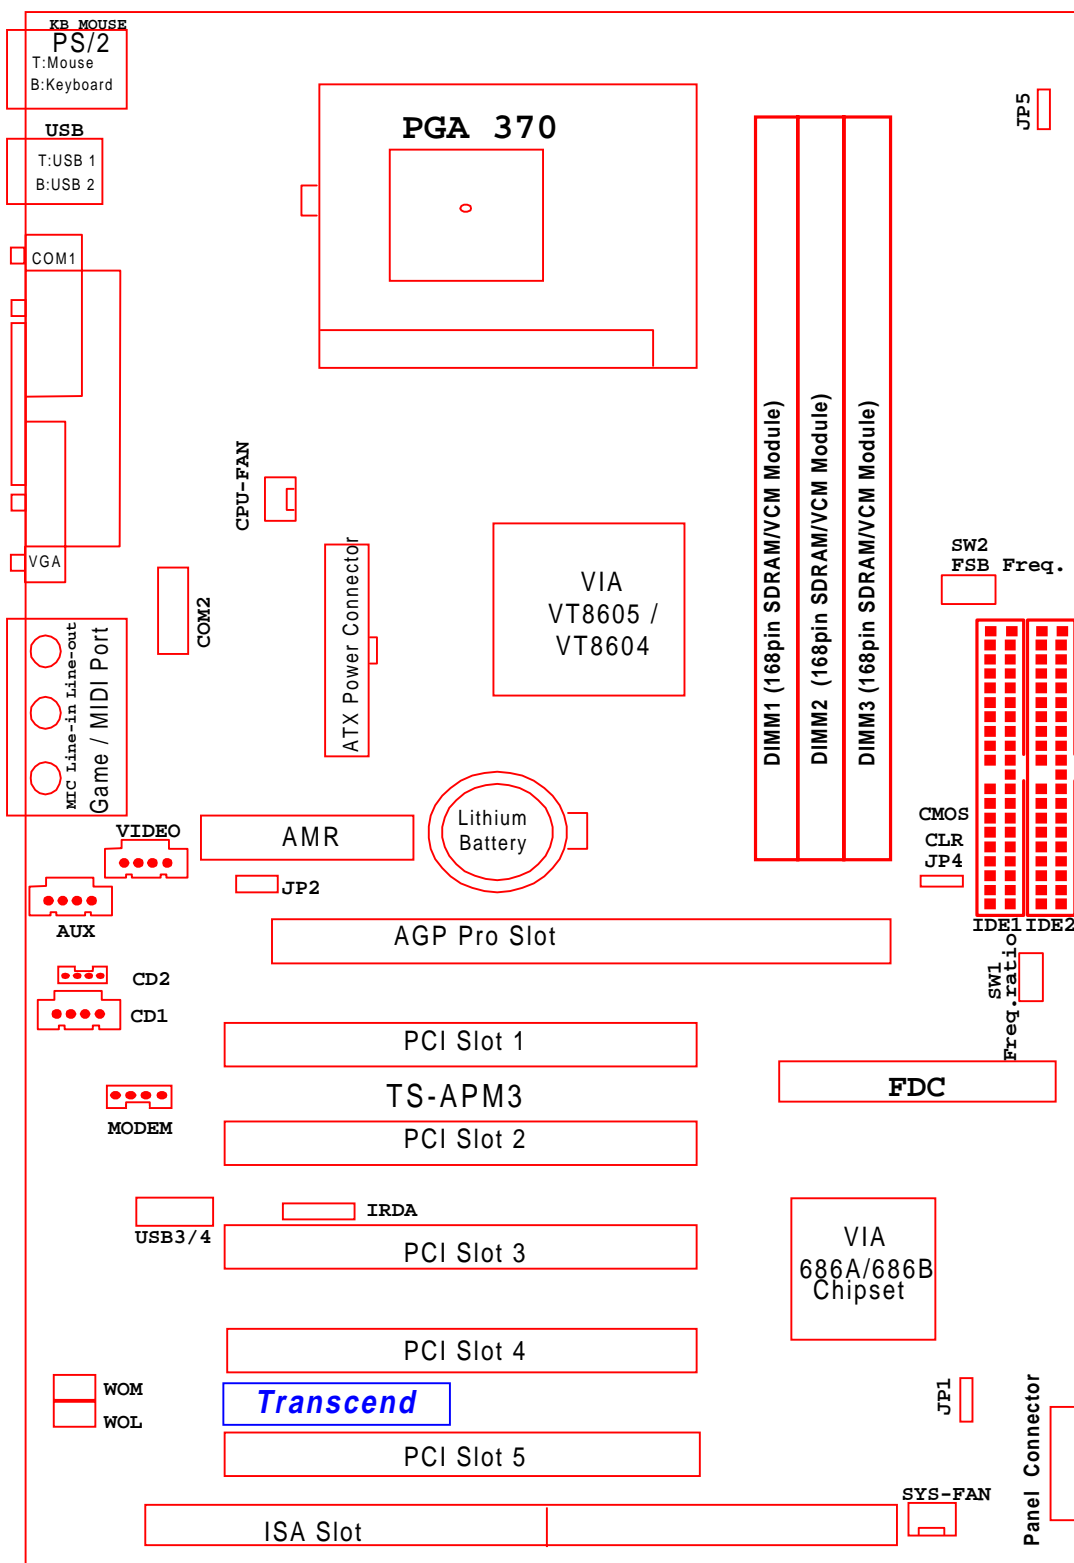 KB MOUSE
PS/2
T:Mouse
B:Keyboard
USB
T:USB 1
B:USB 2
COM1
VGA
PGA 370
JP5
CPU-FAN
COM2
ATX Power Connector
VIA
VT8605 /
VT8604
DIMM1 (168pin SDRAM/VCM Module)
DIMM2 (168pin SDRAM/VCM Module)
DIMM3 (168pin SDRAM/VCM Module)
SW2
FSB Freq.
MIC Line-in Line-out
Game / MIDI Port
VIDEO
AMR
Lithium
Battery
CMOS
CLR
JP4
JP2
AUX
IDE1 IDE2
AGP Pro Slot
CD2
CD1
SW1
Freq.ratio
PCI Slot 1
TS-APM3
FDC
MODEM
PCI Slot 2
USB3/4
IRDA
PCI Slot 3
VIA
686A/686B
Chipset
PCI Slot 4
WOM
WOL
Transcend
JP1
Panel Connector
PCI Slot 5
SYS-FAN
ISA Slot